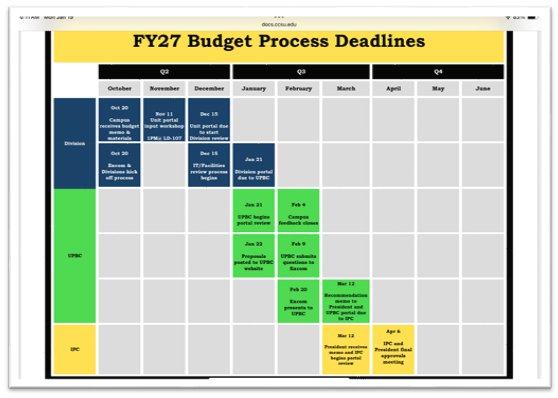 docs.ccsu.edu
FY27 Budget Process Deadlines
Q2 Q3 Q4
October November December January February March April May June
Division
Oct 20
Campus
receives budget
memo &
materials
Nov 11
Unit portal
input workshop
1PM@ LD-107
Dec 15
Unit portal due
to start
Division review
Oct 20
Excom &
Divisions kick
off process
Dec 15
IT/Facilities
review process
begins
Jan 21
Division portal
due to UPBC
UPBC
Jan 21
UPBC begins
portal review
Feb 4
Campus
feedback closes
Jan 22
Proposals
posted to UPBC
website
Feb 9
UPBC submits
questions to
Excom
Feb 20
Excom
presents to
UPBC
Mar 12
Recommendation
memo to
President and
UPBC portal due
to IPC
IPC
Mar 12
President receives
memo and IPC
begins portal
review
Apr 6
IPC and
President final
approvals
meeting